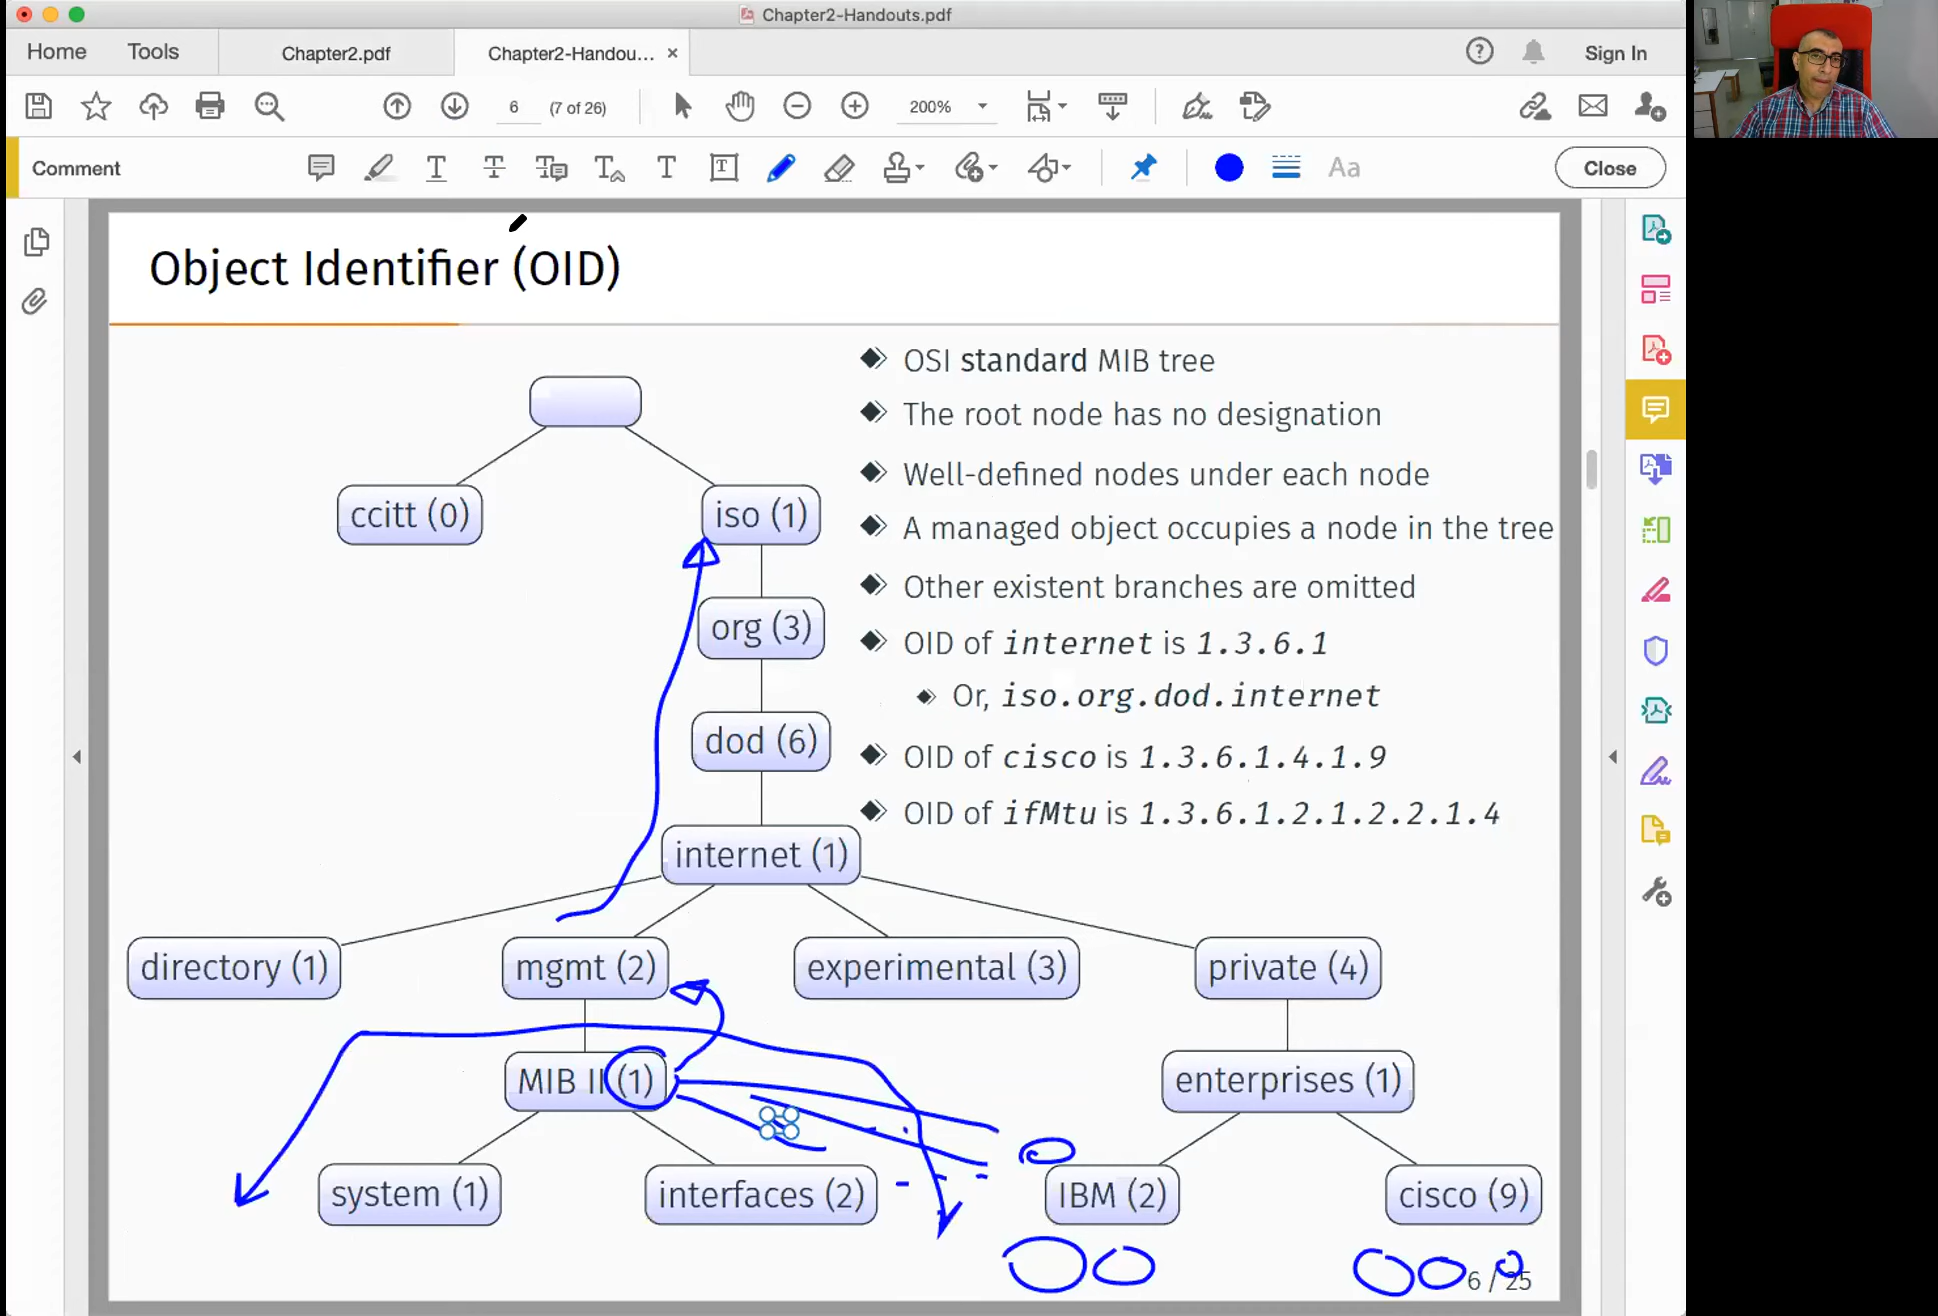 Chapter2-Handouts.pdf
Home Tools Chapter2.pdf Chapter2-Handou... × Sign In
6 (7 of 26) 200%
Comment Aa Close
Object Identifier (OID)
OSI standard MIB tree
The root node has no designation
Well-defined nodes under each node
A managed object occupies a node in the tree
Other existent branches are omitted
OID of internet is 1.3.6.1
Or, iso.org.dod.internet
OID of cisco is 1.3.6.1.4.1.9
OID of ifMtu is 1.3.6.1.2.1.2.2.1.4
ccitt (0) iso (1)
org (3)
dod (6)
internet (1)
directory (1) mgmt (2) experimental (3) private (4)
MIB II (1) enterprises (1)
system (1) interfaces (2) IBM (2) cisco (9)
6 / 25